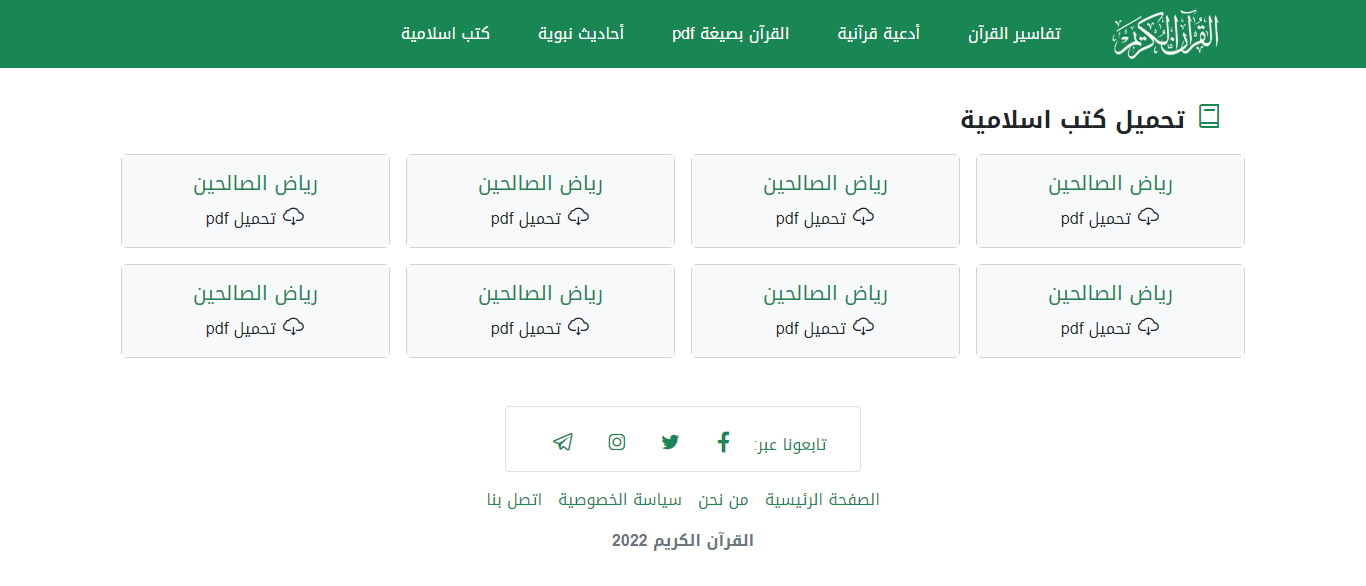 القرآن الكريم
تفاسير القرآن أدعية قرآنية القرآن بصيغة pdf أحاديث نبوية كتب اسلامية
تحميل كتب اسلامية
رياض الصالحين رياض الصالحين رياض الصالحين رياض الصالحين
تحميل pdf تحميل pdf تحميل pdf تحميل pdf
رياض الصالحين رياض الصالحين رياض الصالحين رياض الصالحين
تحميل pdf تحميل pdf تحميل pdf تحميل pdf
تابعونا عبر:
الصفحة الرئيسية من نحن سياسة الخصوصية اتصل بنا
القرآن الكريم 2022